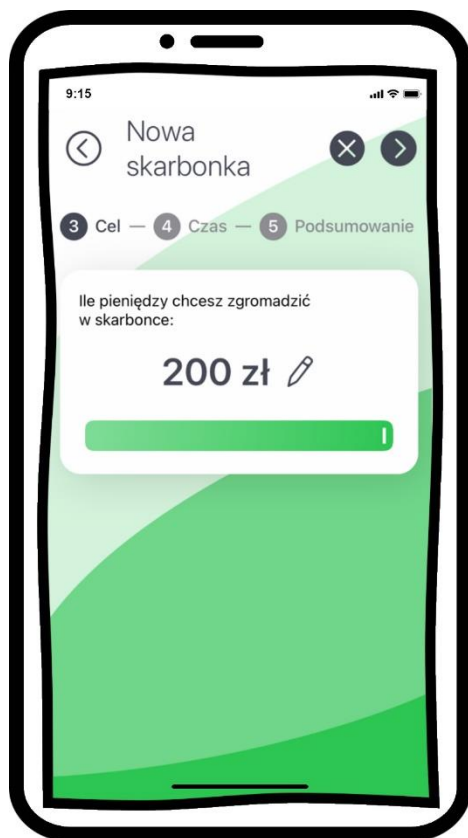 9:15
Nowa
skarbonka
3 Cel — 4 Czas — 5 Podsumowanie
Ile pieniędzy chcesz zgromadzić
w skarbonce:
200 zł